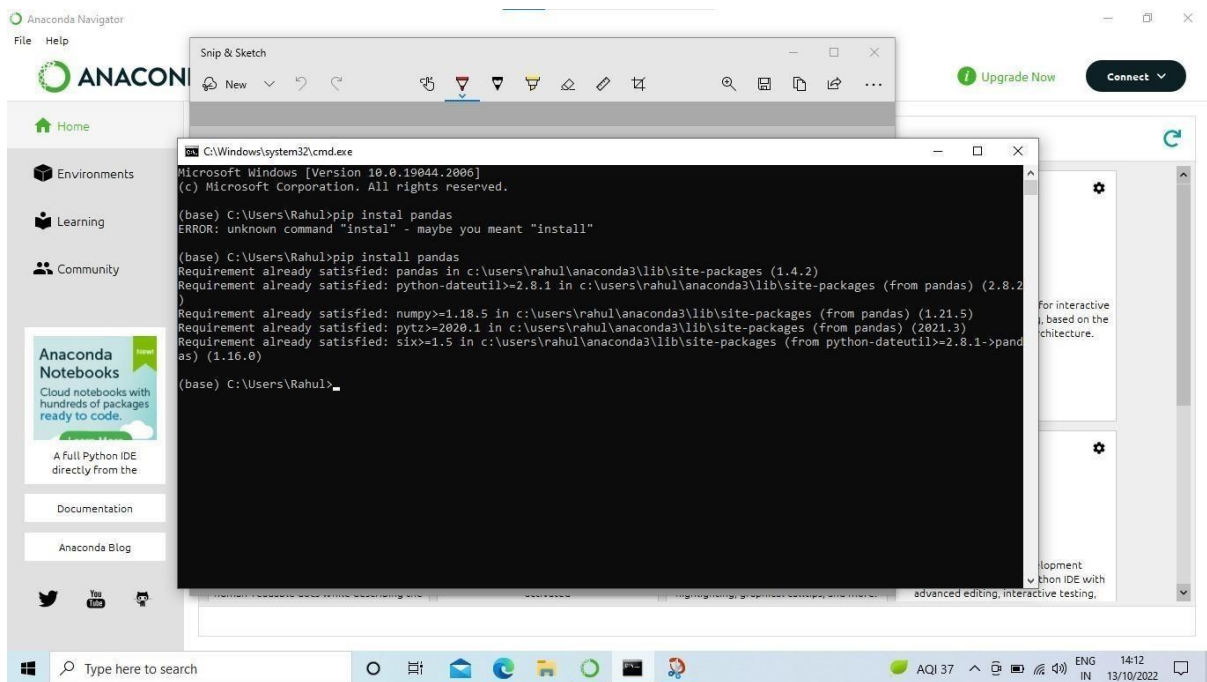 Anaconda Navigator
File Help
ANACON
Upgrade Now
Connect
Snip & Sketch
New
Home
Environments
Learning
Community
Anaconda
Notebooks
New!
Cloud notebooks with
hundreds of packages
ready to code.
Learn More
A full Python IDE
directly from the
Documentation
Anaconda Blog
You
Tube
C:\Windows\system32\cmd.exe
Microsoft Windows [Version 10.0.19044.2006]
(c) Microsoft Corporation. All rights reserved.
(base) C:\Users\Rahul>pip instal pandas
ERROR: unknown command "instal" - maybe you meant "install"
(base) C:\Users\Rahul>pip install pandas
Requirement already satisfied: pandas in c:\users\rahul\anaconda3\lib\site-packages (1.4.2)
Requirement already satisfied: python-dateutil>=2.8.1 in c:\users\rahul\anaconda3\lib\site-packages (from pandas) (2.8.2
)
Requirement already satisfied: numpy>=1.18.5 in c:\users\rahul\anaconda3\lib\site-packages (from pandas) (1.21.5)
Requirement already satisfied: pytz>=2020.1 in c:\users\rahul\anaconda3\lib\site-packages (from pandas) (2021.3)
Requirement already satisfied: six>=1.5 in c:\users\rahul\anaconda3\lib\site-packages (from python-dateutil>=2.8.1->pand
as) (1.16.0)
(base) C:\Users\Rahul>
for interactive
, based on the
rchitecture.
lopment
thon IDE with
advanced editing, interactive testing,
Type here to search
AQI 37
ENG
IN
14:12
13/10/2022